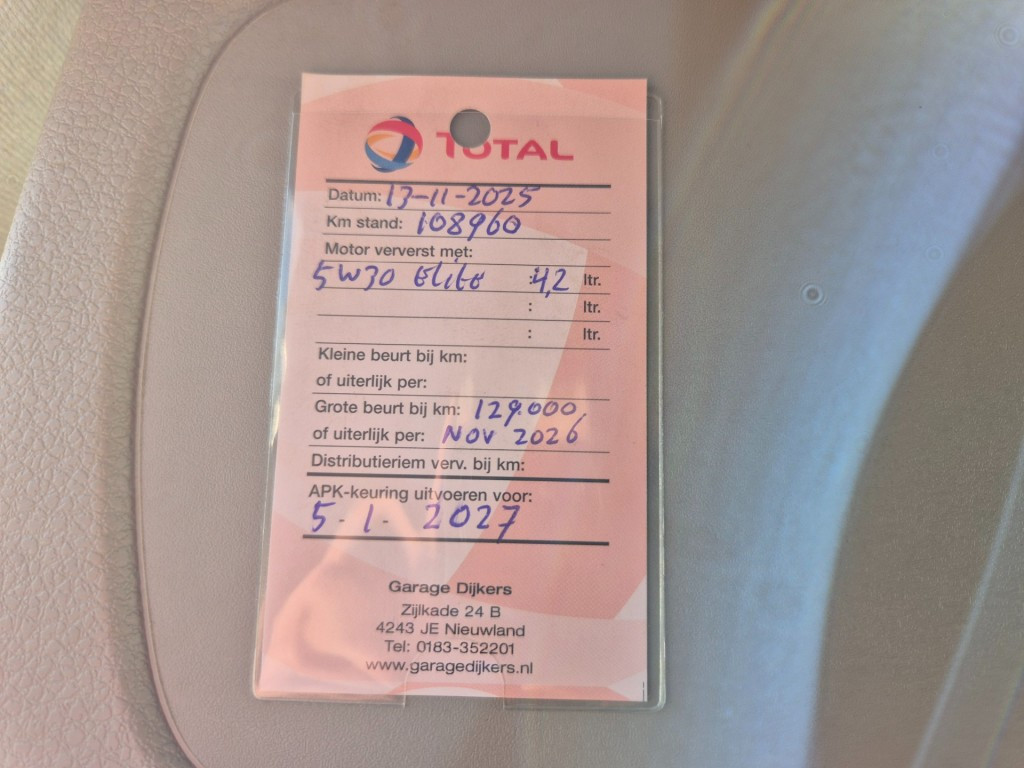 TOTAL
Datum: 13-11-2025
Km stand: 108960
Motor ververst met:
5W30 Elite :4,2 ltr.
: ltr.
: ltr.
Kleine beurt bij km:
of uiterlijk per:
Grote beurt bij km: 129.000
of uiterlijk per: NOV 2026
Distributieriem verv. bij km:
APK-keuring uitvoeren voor:
5-1-2027
Garage Dijkers
Zijlkade 24 B
4243 JE Nieuwland
Tel: 0183-352201
www.garagedijkers.nl